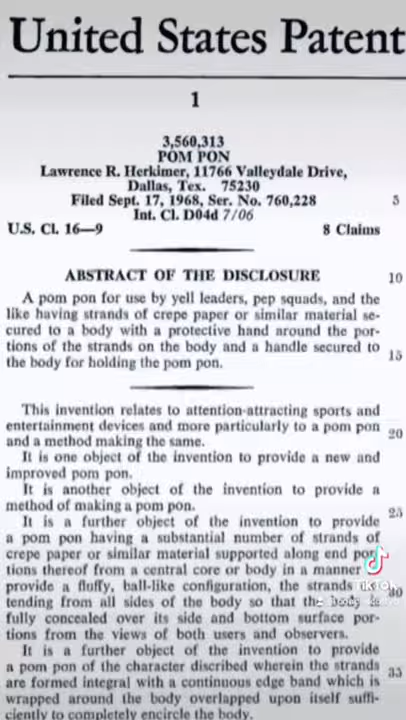 United States Patent
1
3,560,313
POM PON
Lawrence R. Herkimer, 11766 Valleydale Drive,
Dallas, Tex. 75230
Filed Sept. 17, 1968, Ser. No. 760,228
5
Int. Cl. D04d 7/06
U.S. Cl. 16—9
8 Claims
ABSTRACT OF THE DISCLOSURE
10
A pom pon for use by yell leaders, pep squads, and the
like having strands of crepe paper or similar material se-
cured to a body with a protective hand around the por-
tions of the strands on the body and a handle secured to
15
the body for holding the pom pon.
This invention relates to attention-attracting sports and
entertainment devices and more particularly to a pom pon
20
and a method making the same.
It is one object of the invention to provide a new and
improved pom pon.
It is another object of the invention to provide a
method of making a pom pon.
25
It is a further object of the invention to provide
a pom pon having a substantial number of strands of
crepe paper or similar material supported along end por-
tions thereof from a central core or body in a manner
TikTok
provide a fluffy, ball-like configuration, the strands
30
tending from all sides of the body so that the body
fully concealed over its side and bottom surface por-
tions from the views of both users and observers.
It is a further object of the invention to provide
a pom pon of the character discribed wherein the strands
35
are formed integral with a continuous edge band which is
wrapped around the body overlapped upon itself suffi-
ciently to completely encircle the body.